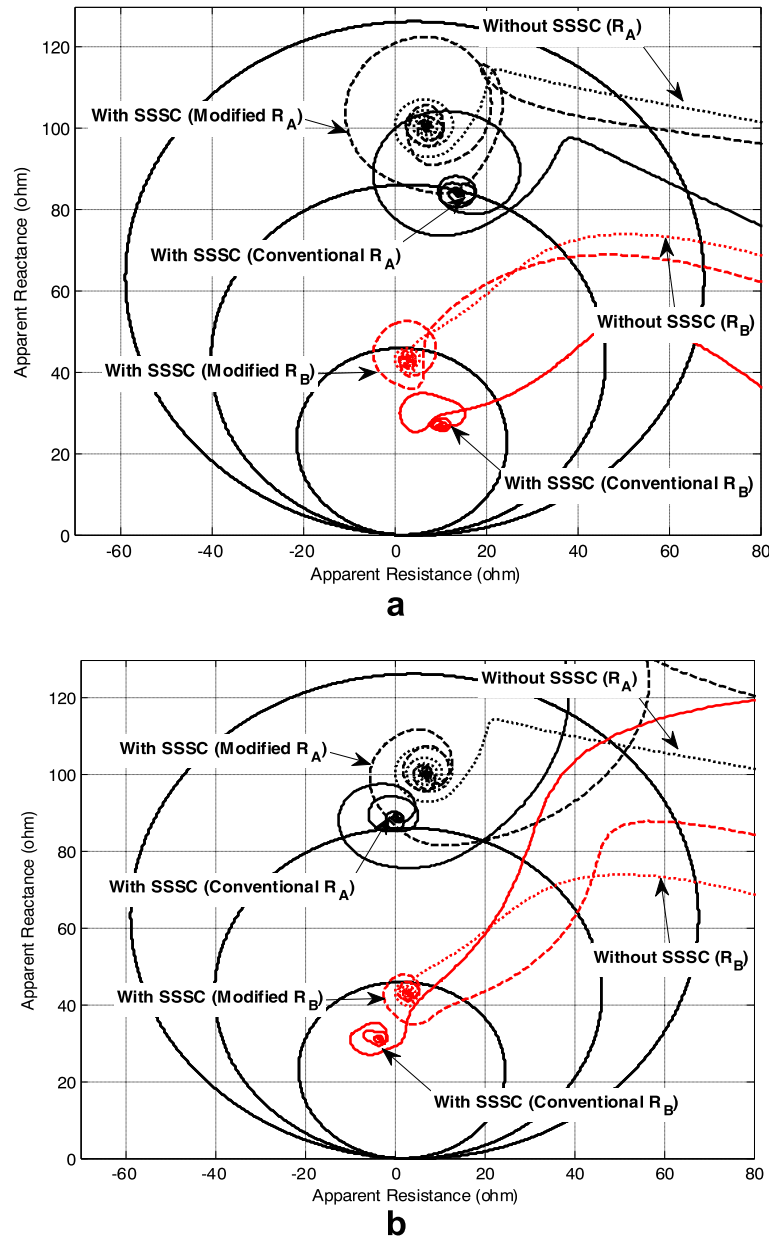 Without SSSC (RA)
120
With SSSC (Modified RA)
100
80
With SSSC (Conventional RA)
60
Without SSSC (RB)
With SSSC (Modified RB)
40
20
With SSSC (Conventional RB)
0
Apparent Reactance (ohm)
-60 -40 -20 0 20 40 60 80
Apparent Resistance (ohm)
a
Without SSSC (RA)
120
With SSSC (Modified RA)
100
80
With SSSC (Conventional RA)
60
Without SSSC (RB)
With SSSC (Modified RB)
40
20
With SSSC (Conventional RB)
0
Apparent Reactance (ohm)
-60 -40 -20 0 20 40 60 80
Apparent Resistance (ohm)
b